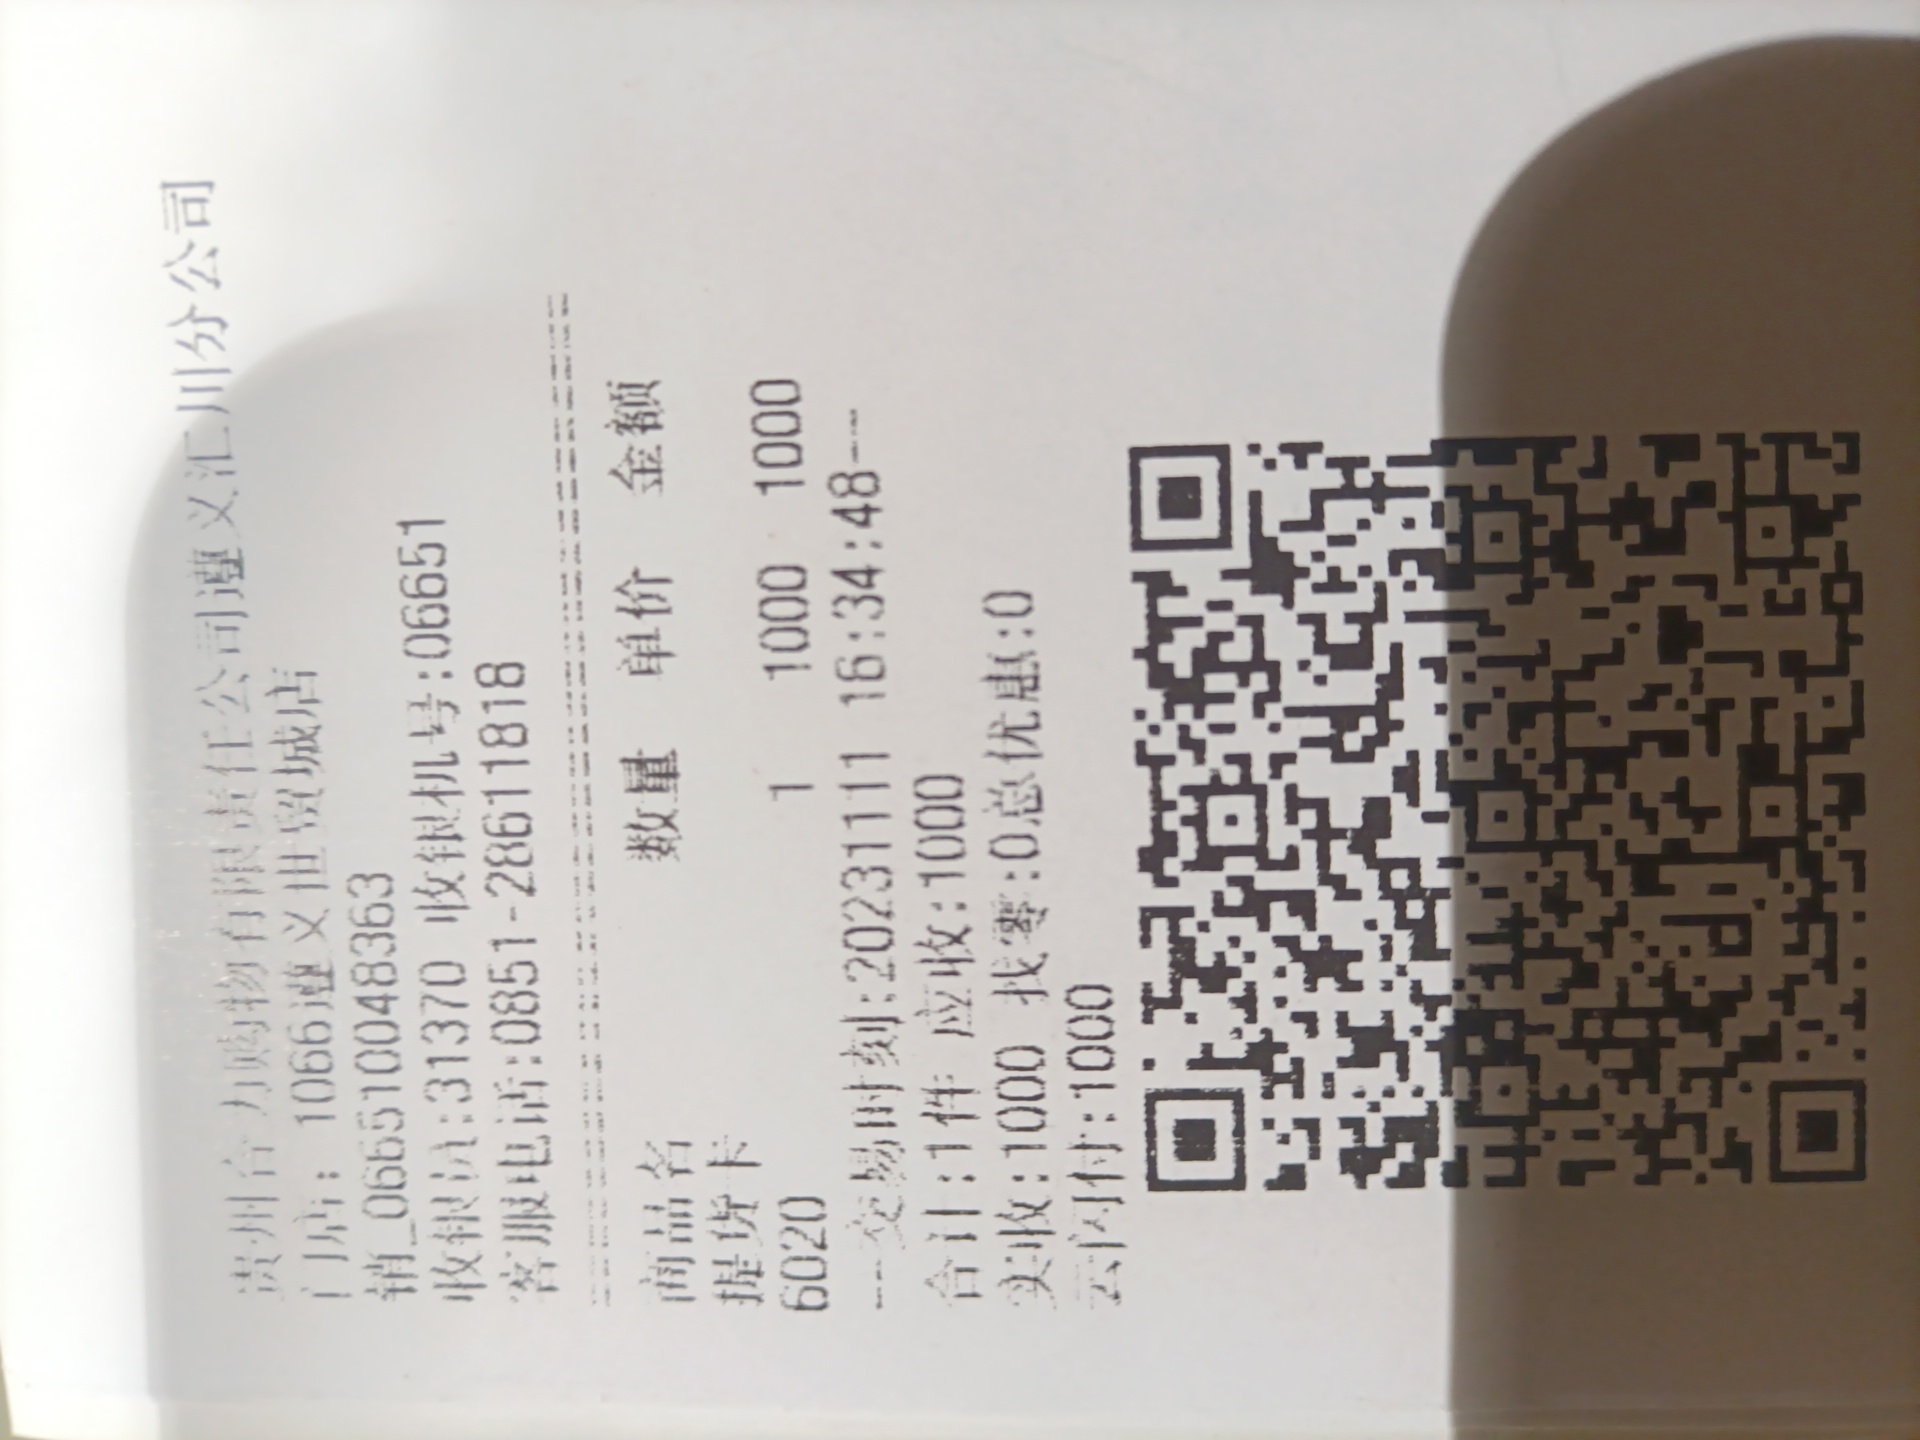 贵州合力购物有限责任公司遵义汇川分公司
门店: 1066遵义世贸城店
销_066510048363
收银员:31370 收银机号:06651
客服电话:0851-28611818
================================
商品名 数量 单价 金额
提货卡
6020 1 1000 1000
---交易时刻:20231111 16:34:48---
合计:1件 应收:1000
实收:1000 找零:0总优惠:0
云闪付:1000